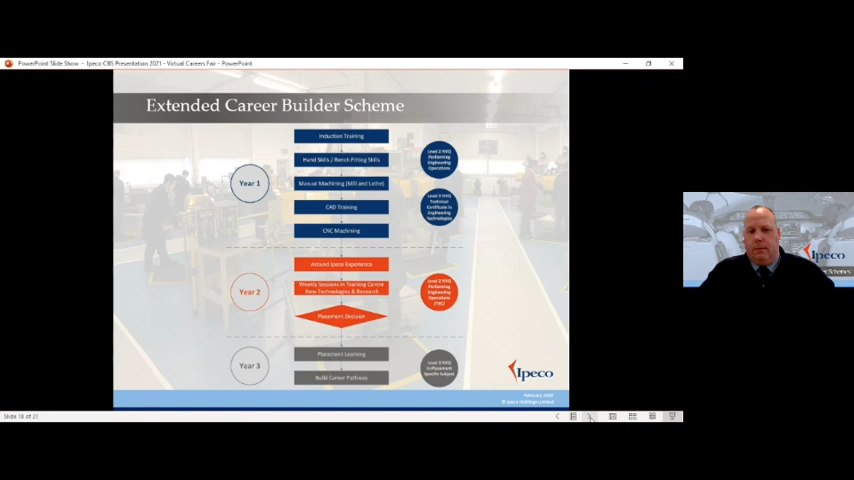 PowerPoint Slide Show - Ipeco CBS Presentation 2021 - Virtual Careers Fair - PowerPoint
Extended Career Builder Scheme
Induction Training
Hand Skills / Bench Fitting Skills
Level 2 NVQ
Performing
Engineering
Operations
Year 1
Manual Machining (Mill and Lathe)
CAD Training
Technical
Certificate in
Engineering
Technologies
CNC Machining
Around Ipeco Experience
Year 2
Weekly Sessions in Training Centre
New Technologies & Research
Level 2 NVQ
Performing
Engineering
Operations
Placement Decision
Year 3
Placement Learning
Build Career Pathway
Level 3 NVQ
in Placement
Specific Subject
Ipeco
February 2020
© Ipeco Holdings Limited
Slide 18 of 21
Ipeco
Schemes